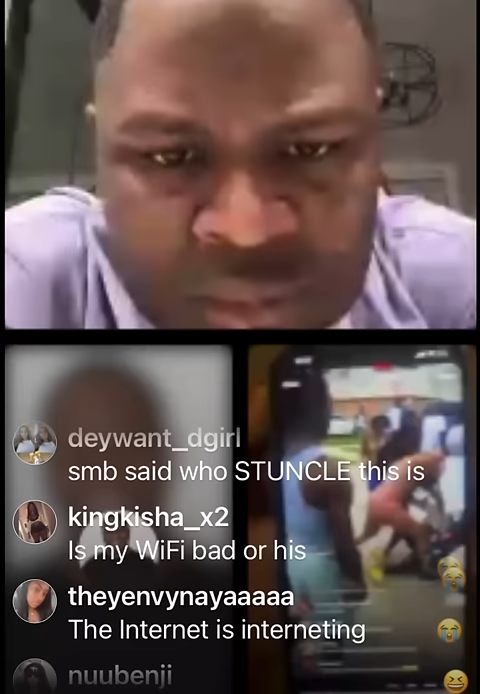 deywant_dgirl
smb said who STUNCLE this is
kingkisha_x2
Is my WiFi bad or his
theyenvynayaaaaa
The Internet is interneting
nuubenji